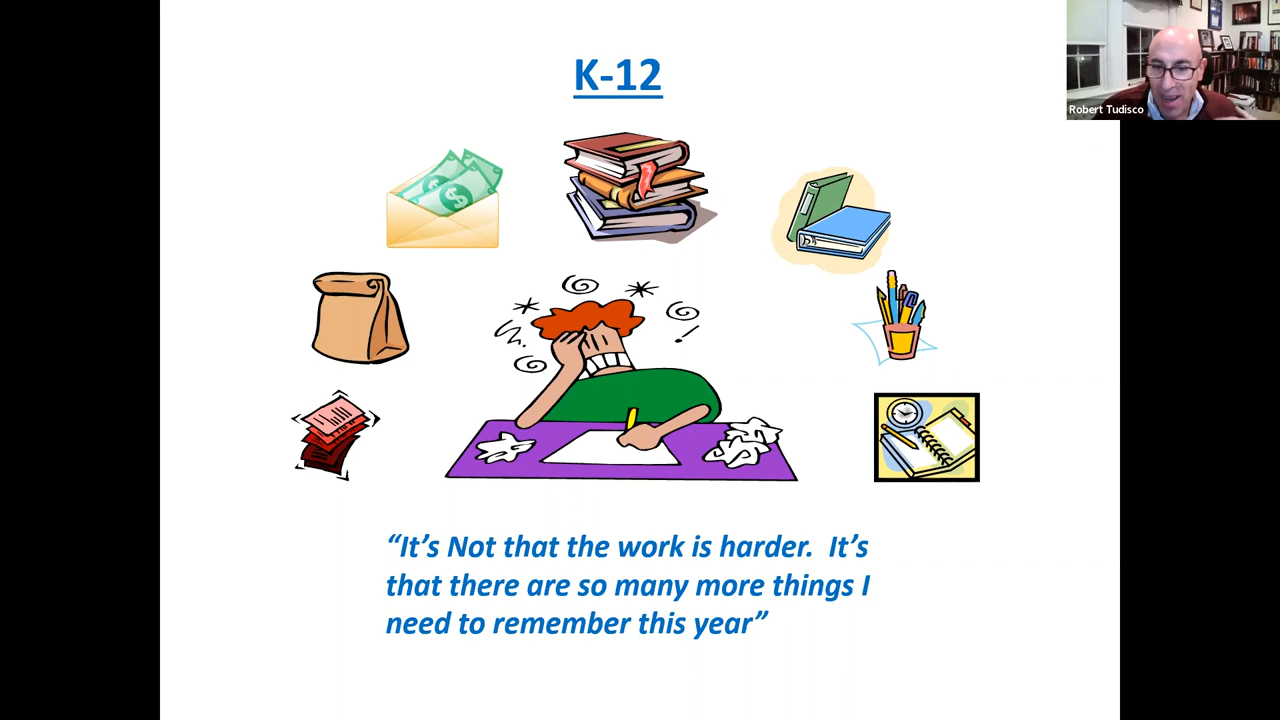 K-12
Robert Tudisco
“It’s Not that the work is harder.  It’s
that there are so many more things I
need to remember this year”